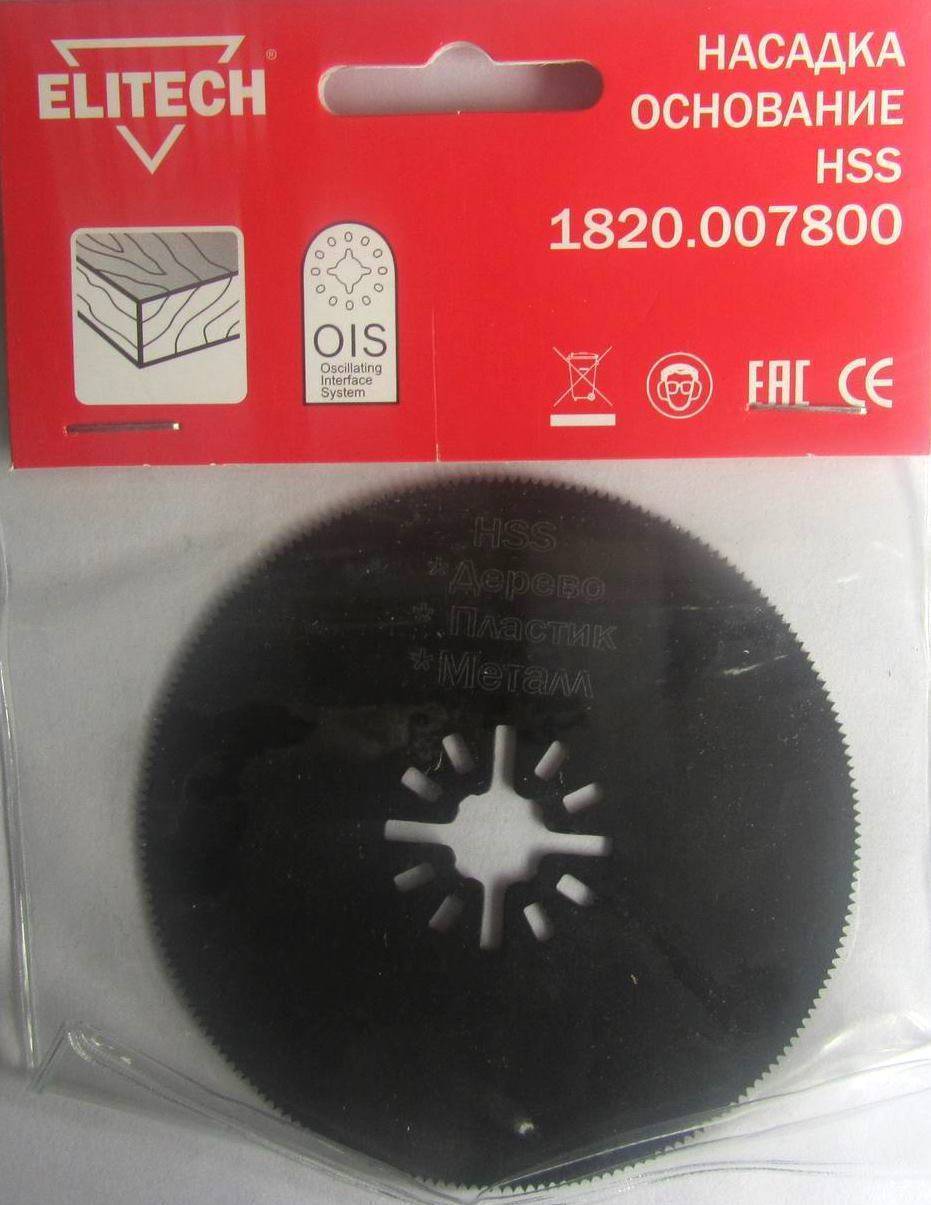 ELITECH®
НАСАДКА
ОСНОВАНИЕ
HSS
1820.007800
OIS
Oscillating
Interface
System
EAC CE
HSS
*Дерево
* Пластик
*Металл